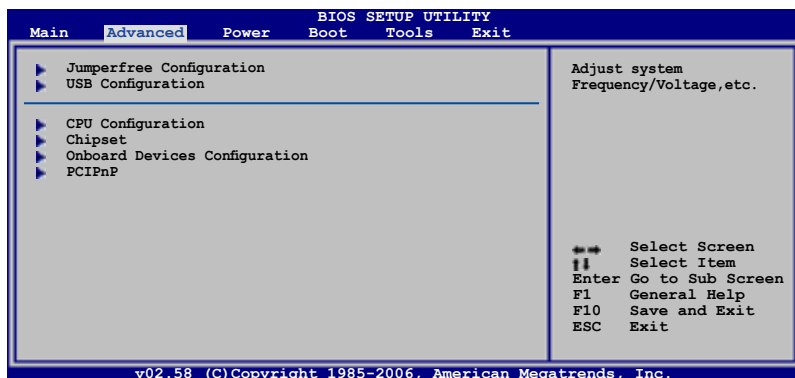 BIOS SETUP UTILITY
Main Advanced Power Boot Tools Exit
Jumperfree Configuration
USB Configuration
CPU Configuration
Chipset
Onboard Devices Configuration
PCIPnP
Adjust system
Frequency/Voltage,etc.
Select Screen
Select Item
Enter Go to Sub Screen
F1 General Help
F10 Save and Exit
ESC Exit
v02.58 (C)Copyright 1985-2006, American Megatrends, Inc.